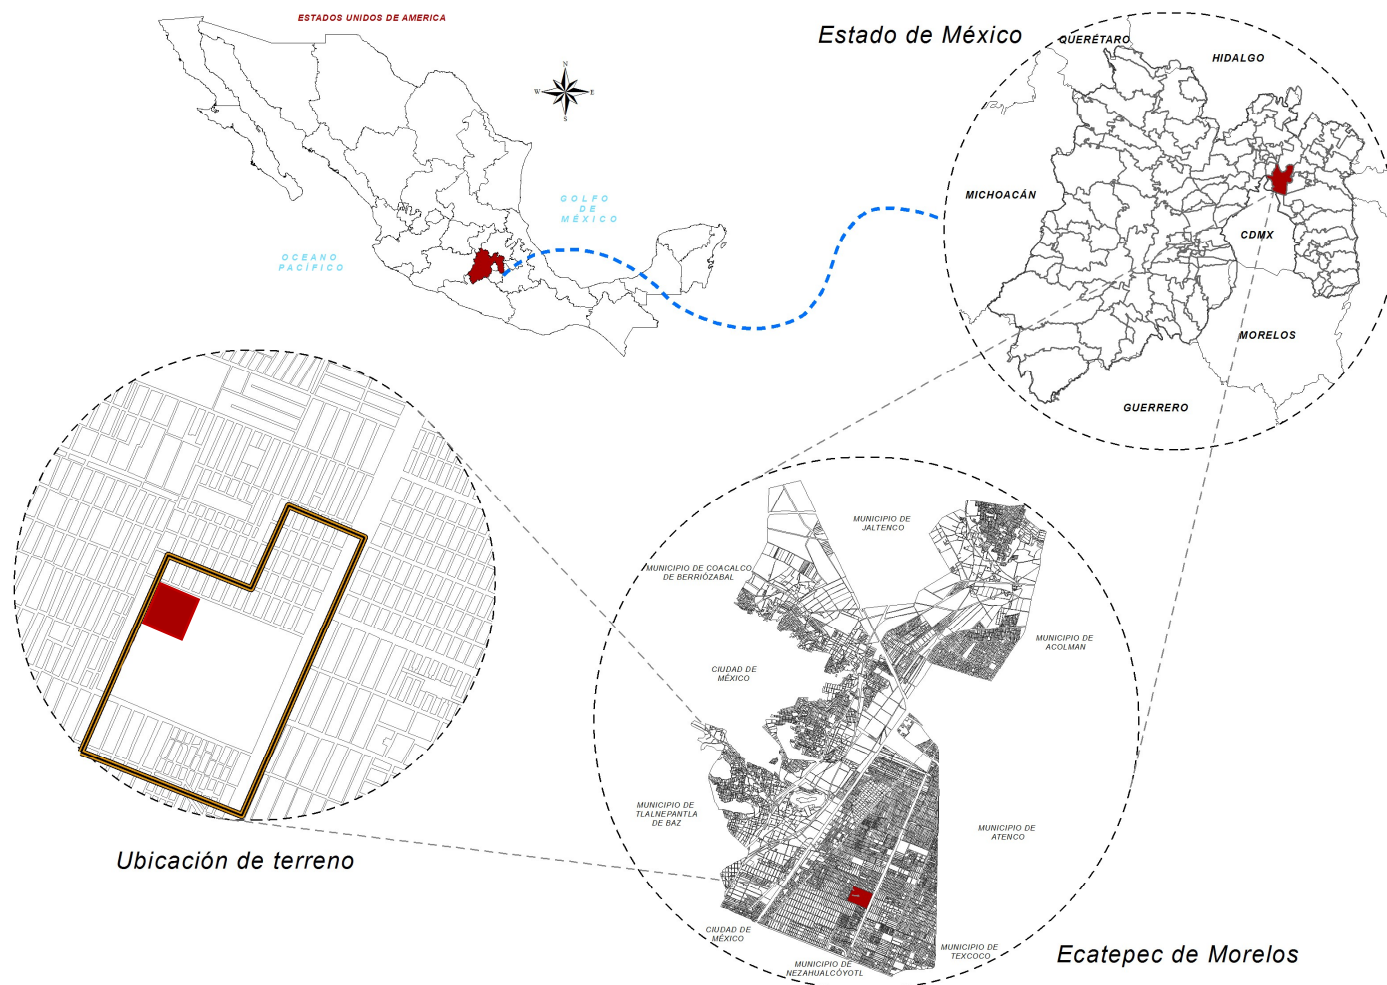 ESTADOS UNIDOS DE AMERICA
N
W
E
S
GOLFO
DE
MÉXICO
OCEANO
PACÍFICO
Estado de México
QUERÉTARO
HIDALGO
MICHOACÁN
CDMX
MORELOS
GUERRERO
Ubicación de terreno
MUNICIPIO DE
JALTENCO
MUNICIPIO DE COACALCO
DE BERRIÓZABAL
MUNICIPIO DE
ACOLMAN
CIUDAD DE
MÉXICO
MUNICIPIO DE
TLALNEPANTLA
DE BAZ
MUNICIPIO DE
ATENCO
CIUDAD DE
MÉXICO
MUNICIPIO DE
TEXCOCO
MUNICIPIO DE
NEZAHUALCÓYOTL
Ecatepec de Morelos